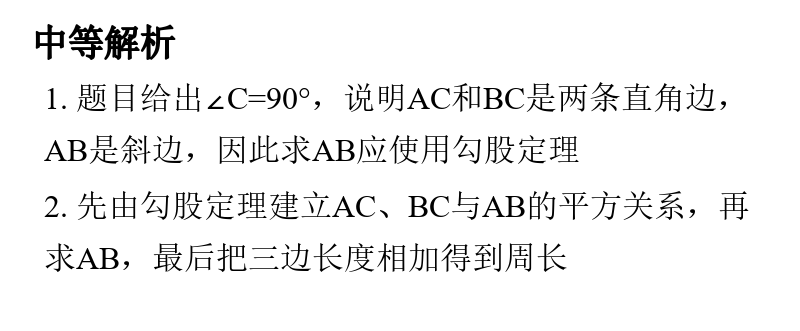 中等解析
1. 题目给出∠C=90°，说明AC和BC是两条直角边，
AB是斜边，因此求AB应使用勾股定理
2. 先由勾股定理建立AC、BC与AB的平方关系，再
求AB，最后把三边长度相加得到周长